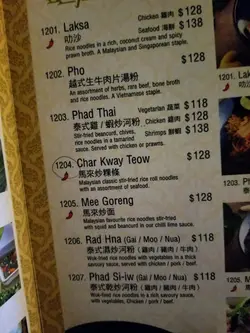 1201. Laksa
Chicken 雞肉 $128
叻沙
Seafood 海鮮 $138
Rice noodles in a rich, coconut cream and spicy
prawn broth. A Malaysian and Singaporean staple.
1202. Pho $128
越式生牛肉片湯粉
An assortment of herbs, rare beef, bone broth
and rice noodles. A Vietnamese staple.
1203. Phad Thai
Vegetarian 蔬菜 $118
泰式雞 / 蝦炒河粉
Chicken 雞肉 $128
Stir-fried beancurd, chives,
Shrimps 鮮蝦 $138
rice noodles in a tamarind
sauce. Served with chicken or prawns.
1204. Char Kway Teow $128
馬來炒粿條
Malaysian classic stir-fried rice roll noodles
with an assortment of seafood.
1205. Mee Goreng $128
馬來炒面
Malaysian favourite rice noodles stir-fried
with squid and beancurd in our chilli lime sauce.
1206. Rad Hna (Gai / Moo / Nua) $118
泰式濕炒河粉 (雞肉 / 豬肉 / 牛肉)
Wok-fried rice noodles with vegetables in a thick
savoury sauce, served with chicken / pork / beef.
1207. Phad Si-iw (Gai / Moo / Nua) $118
泰式乾炒河粉 (雞肉 / 豬肉 / 牛肉)
Wok-fried rice noodles in a dark savoury sauce,
with vegetables, Chicken / pork / beef.
1208.